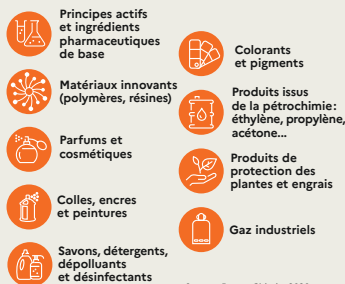 Principes actifs
et ingrédients
pharmaceutiques
de base
Matériaux innovants
(polymères, résines)
Parfums et
cosmétiques
Colles, encres
et peintures
Savons, détergents,
dépolluants
et désinfectants
Colorants
et pigments
Produits issus
de la pétrochimie :
éthylène, propylène,
acétone...
Produits de
protection des
plantes et engrais
Gaz industriels